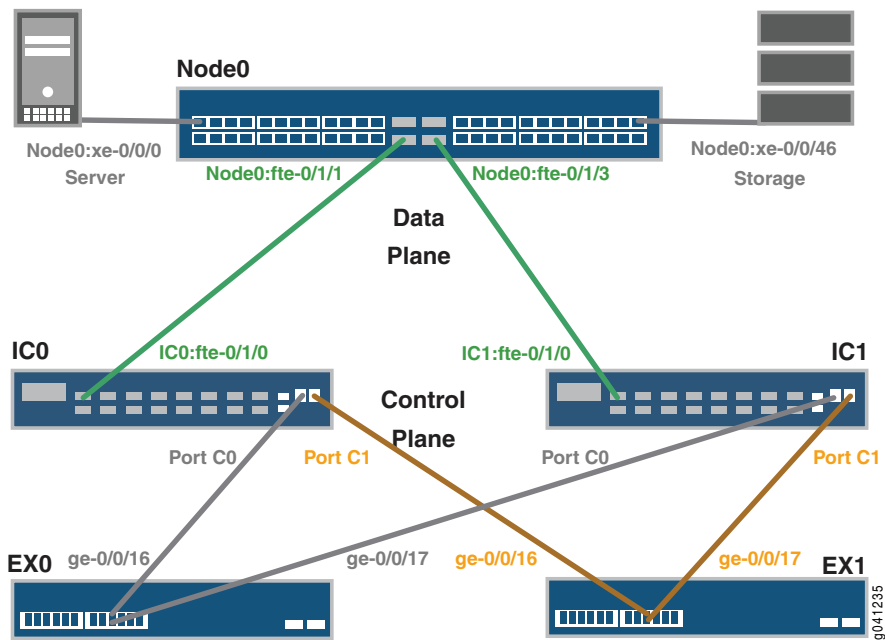 Node0
Node0:xe-0/0/0
Server
Node0:fte-0/1/1
Node0:fte-0/1/3
Node0:xe-0/0/46
Storage
Data
Plane
IC0
IC0:fte-0/1/0
IC1:fte-0/1/0
IC1
Control
Plane
Port C0
Port C1
Port C0
Port C1
EX0
ge-0/0/16
ge-0/0/17
ge-0/0/16
ge-0/0/17
EX1
g041235